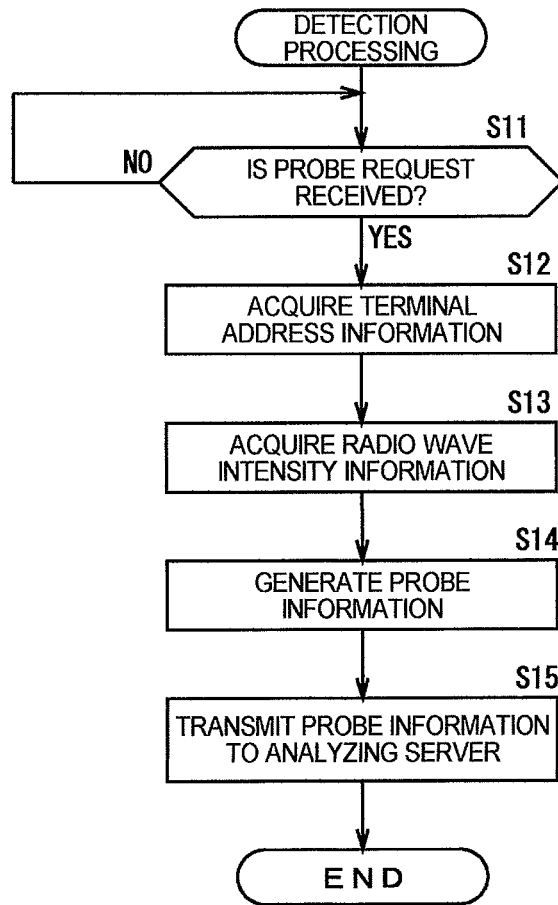 DETECTION
PROCESSING
S11
NO
IS PROBE REQUEST
RECEIVED?
YES
S12
ACQUIRE TERMINAL
ADDRESS INFORMATION
S13
ACQUIRE RADIO WAVE
INTENSITY INFORMATION
S14
GENERATE PROBE
INFORMATION
S15
TRANSMIT PROBE INFORMATION
TO ANALYZING SERVER
END